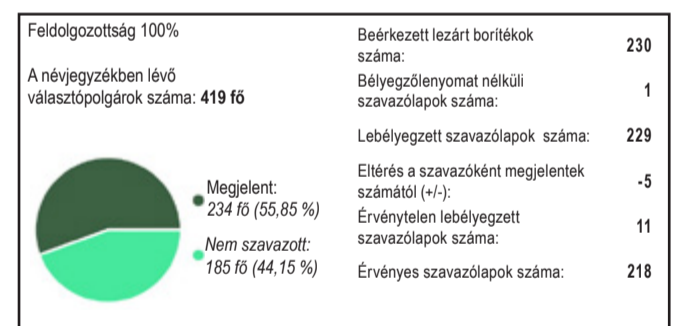 Feldolgozottság 100%
A névjegyzékben lévő
választópolgárok száma: 419 fő
Megjelent:
234 fő (55,85 %)
Nem szavazott:
185 fő (44,15 %)
Beérkezett lezárt borítékok
száma: 230
Bélyegzőlenyomat nélküli
szavazólapok száma: 1
Lebélyegzett szavazólapok száma: 229
Eltérés a szavazóként megjelentek
számától (+/-): -5
Érvénytelen lebélyegzett
szavazólapok száma: 11
Érvényes szavazólapok száma: 218